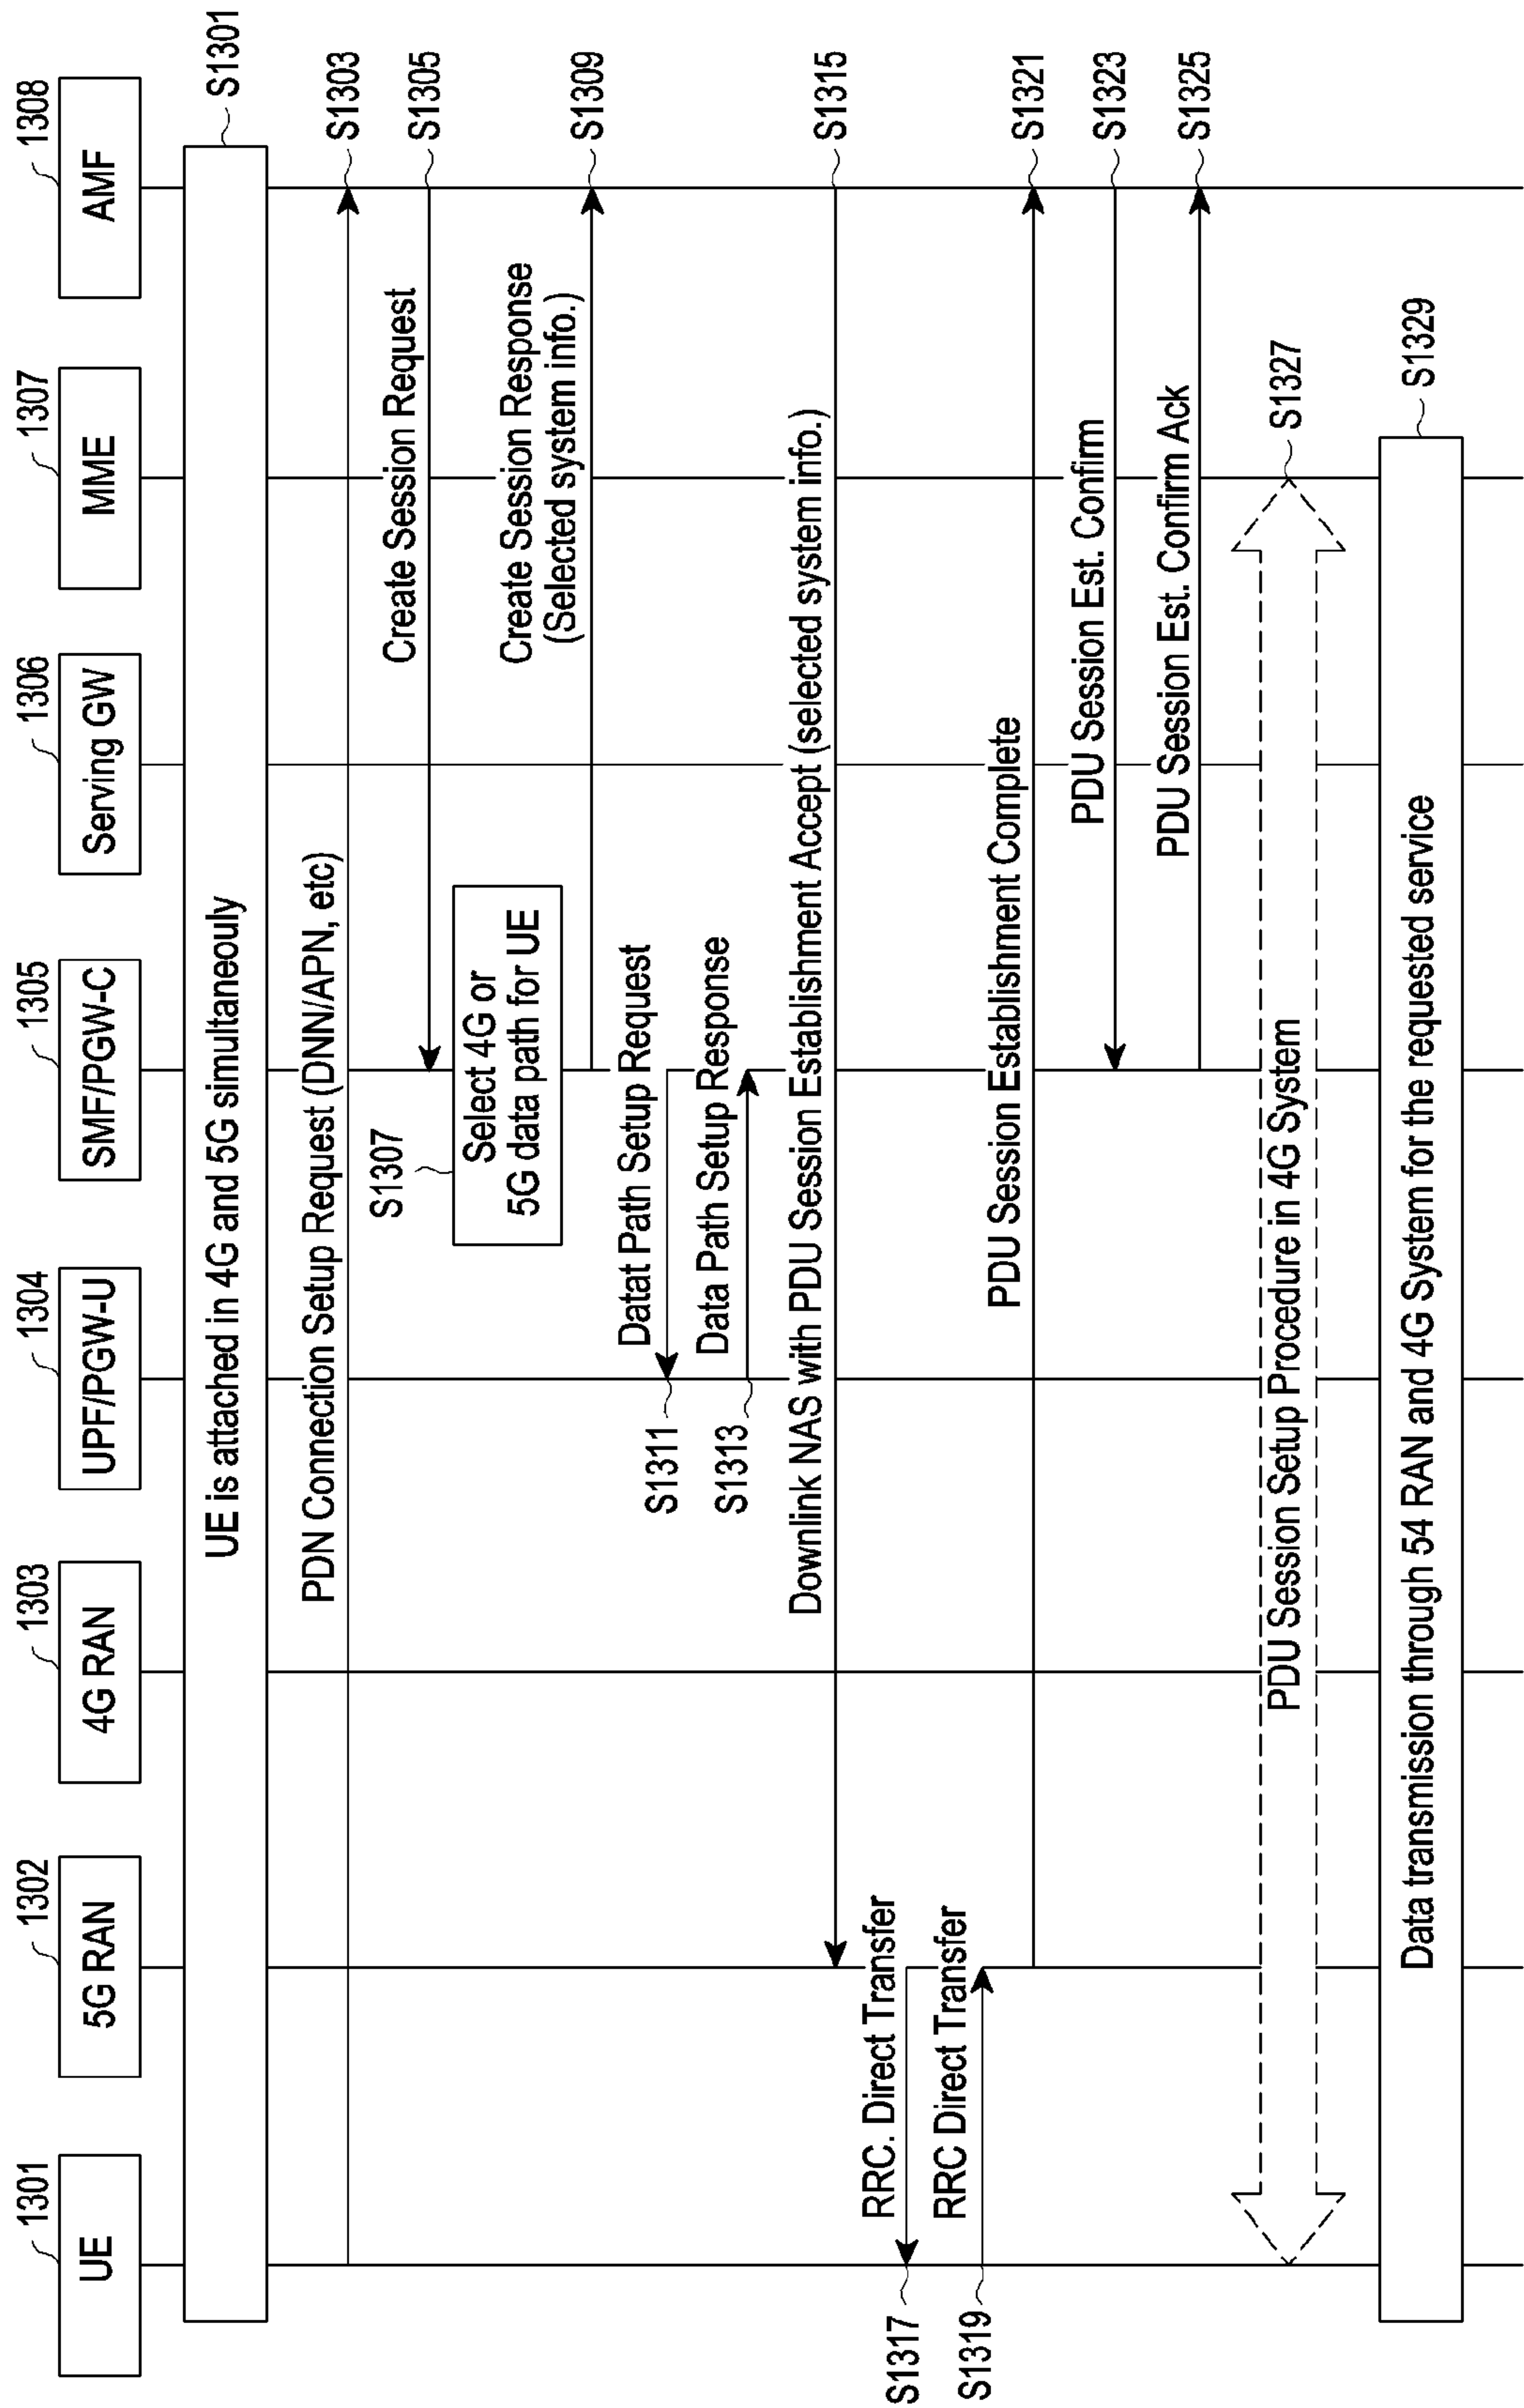 1301
UE
1302
5G RAN
1303
4G RAN
1304
UPF/PGW-U
1305
SMF/PGW-C
1306
Serving GW
1307
MME
1308
AMF
UE is attached in 4G and 5G simultaneouly
S1301
PDN Connection Setup Request (DNN/APN, etc)
S1303
Create Session Request
S1305
S1307
Select 4G or
5G data path for UE
Create Session Response
(Selected system info.)
S1309
Datat Path Setup Request
S1311
Data Path Setup Response
S1313
Downlink NAS with PDU Session Establishment Accept (selected system info.)
S1315
RRC. Direct Transfer
S1317
RRC Direct Transfer
S1319
PDU Session Establishment Complete
S1321
PDU Session Est. Confirm
S1323
PDU Session Est. Confirm Ack
S1325
PDU Session Setup Procedure in 4G System
S1327
Data transmission through 54 RAN and 4G System for the requested service
S1329